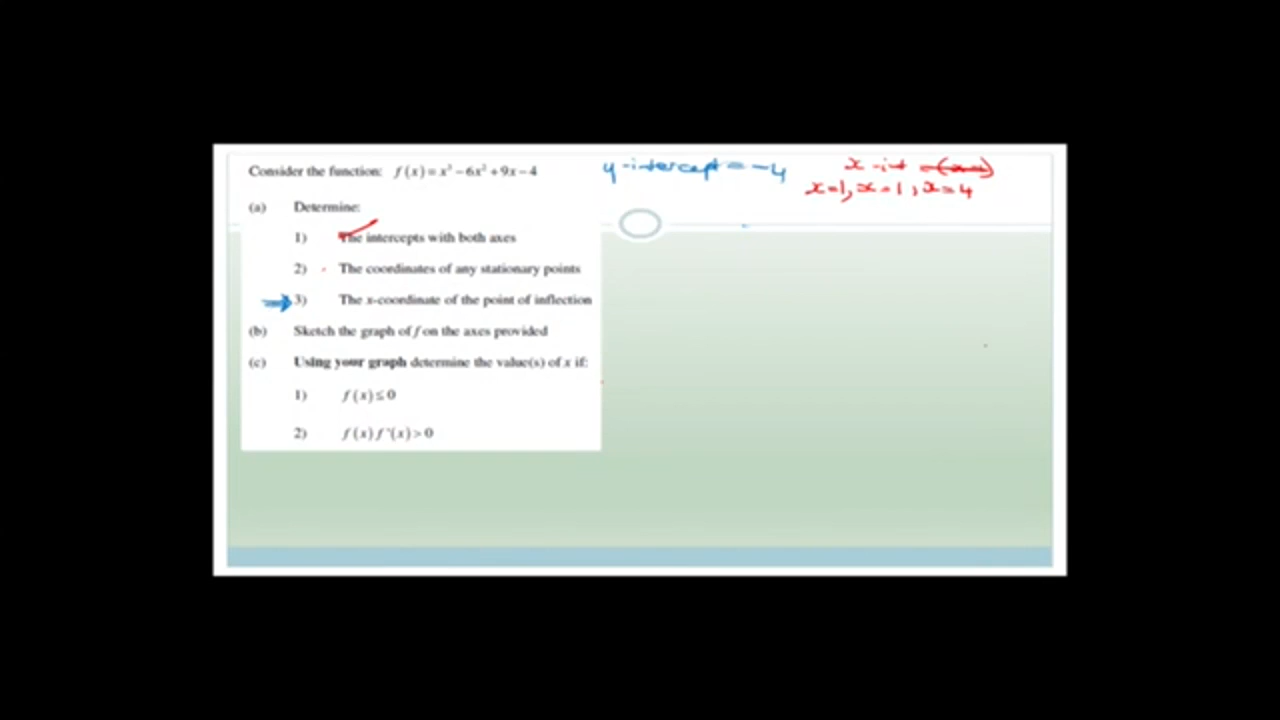 Consider the function: f(x) = x³ − 6x² + 9x − 4
y-intercept = −4
x-int
x=1, x=1, x=4
(a) Determine:
1) The intercepts with both axes
2) The coordinates of any stationary points
3) The x-coordinate of the point of inflection
(b) Sketch the graph of f on the axes provided
(c) Using your graph determine the value(s) of x if:
1) f(x) ≤ 0
2) f(x) f'(x) > 0